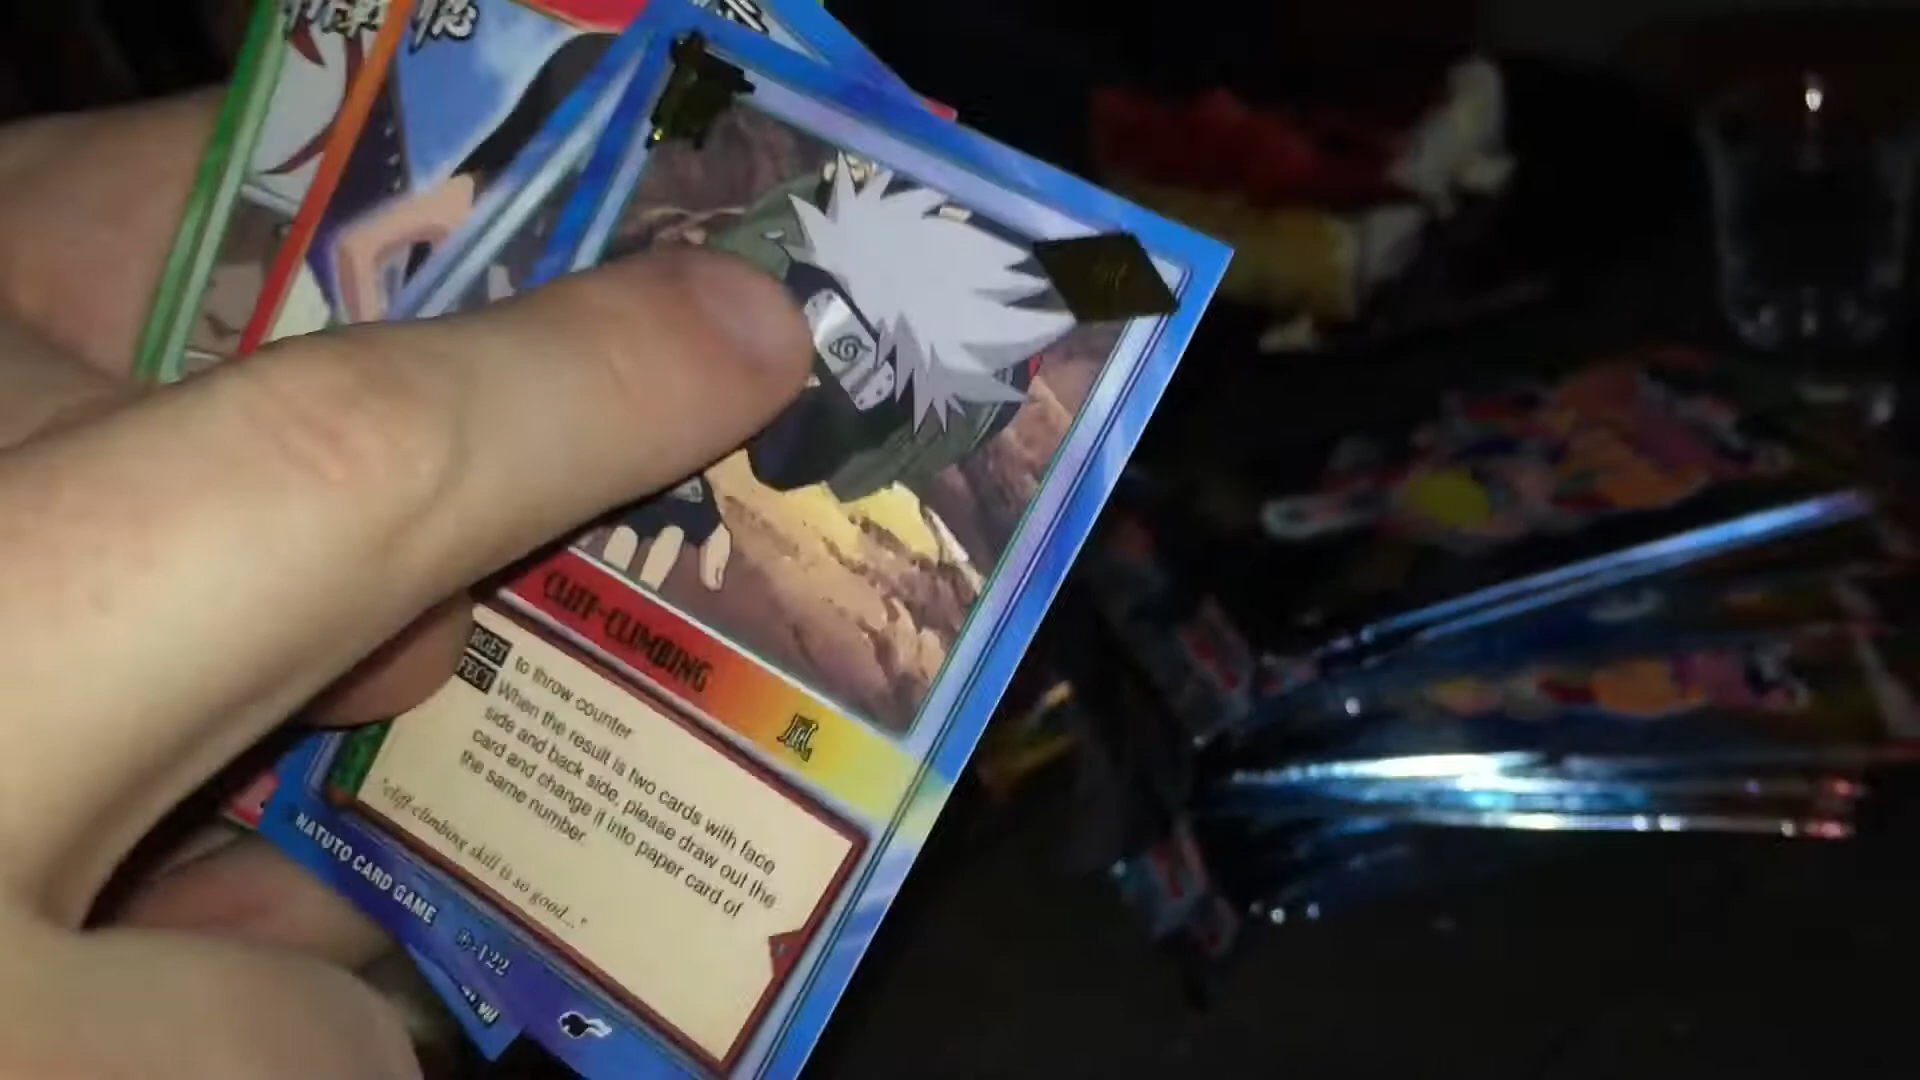 CLIFF-CLIMBING
RGET to throw counter
FECT When the result is two cards with face
side and back side, please draw out the
card and change it into paper card of
the same number.
"cliff-climbing skill is so good..."
NATUTO CARD GAME